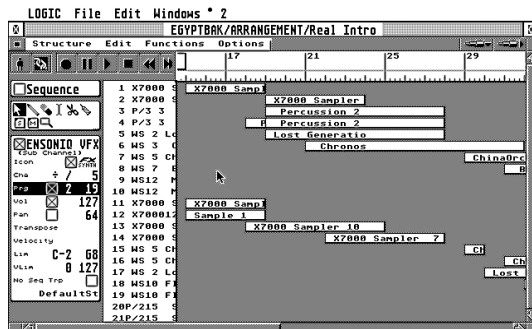 LOGIC File Edit Windows * 2
EGYPTBAK/ARRANGEMENT/Real Intro
Structure Edit Functions Options
17 21 25 29
Sequence
ENSONIQ VFX
(Sub Channel)
Icon FX SYNTH
Cha ÷ / 5
Prg 2 19
Vol 127
Pan 64
Transpose
Velocity
Lim C-2 G8
VLim 0 127
No Seq Trp
DefaultSt
1 X7000 S X7000 Sampl
2 X7000 S X7000 Sampler
3 P/3 3 Percussion 2
4 P/3 3 P Percussion 2
5 WS 2 Lo Lost Generatio
6 WS 3 C Chronos
7 WS 5 Ch ChinaOrc
8 WS 7
9 WS12
10 WS12
11 X7000 S X7000 Sampl
12 X700012 Sample 1
13 X7000 S X7000 Sampler 10
14 X7000 S X7000 Sampler 7
15 WS 5 Ch Ch
16 WS 5 Ch Ch
17 WS 2 Lo Lost
18 WS10 Fl
19 WS10 Fl
20P/215 S
21P/215 S